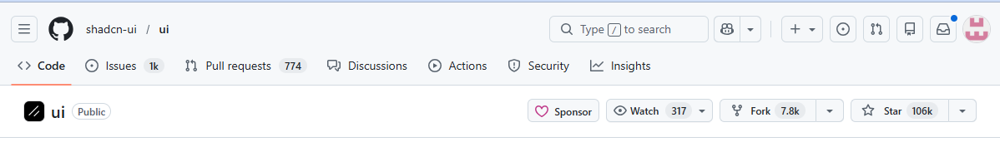 shadcn-ui / ui Type / to search
Code Issues 1k Pull requests 774 Discussions Actions Security Insights
ui Public Sponsor Watch 317 Fork 7.8k Star 106k